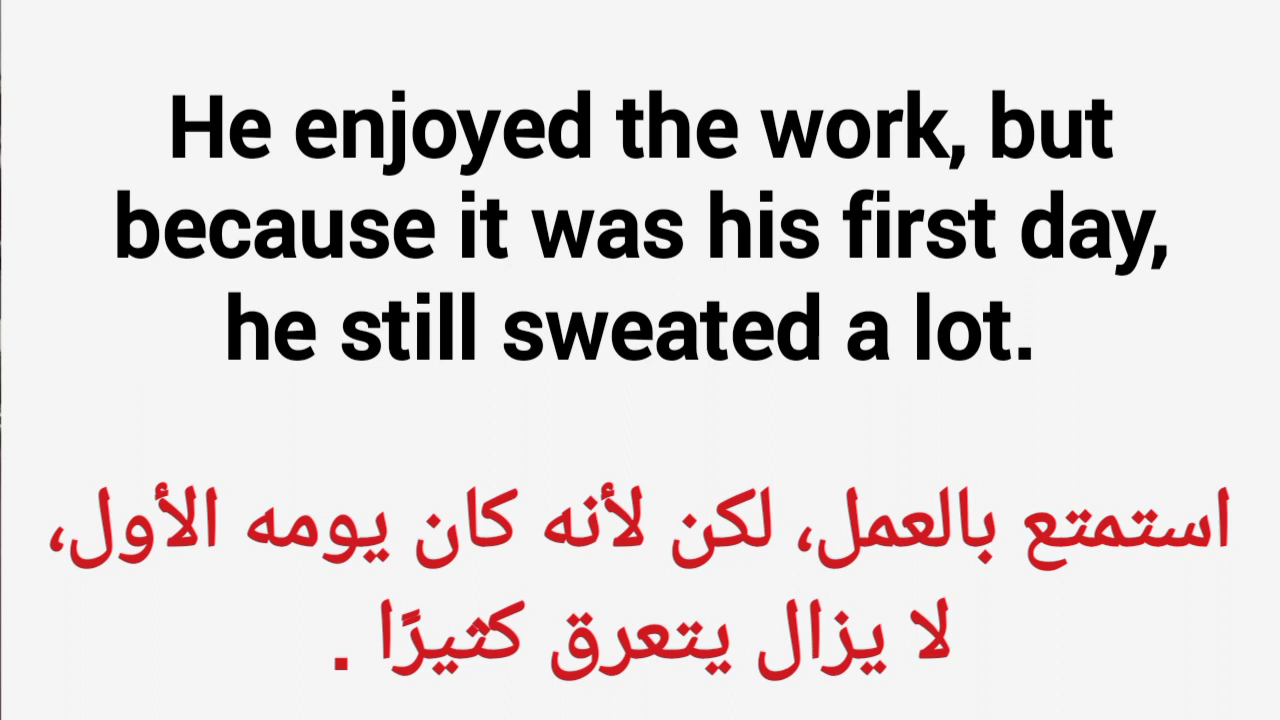 He enjoyed the work, but
because it was his first day,
he still sweated a lot.
استمتع بالعمل، لكن لأنه كان يومه الأول،
لا يزال يتعرق كثيرًا .